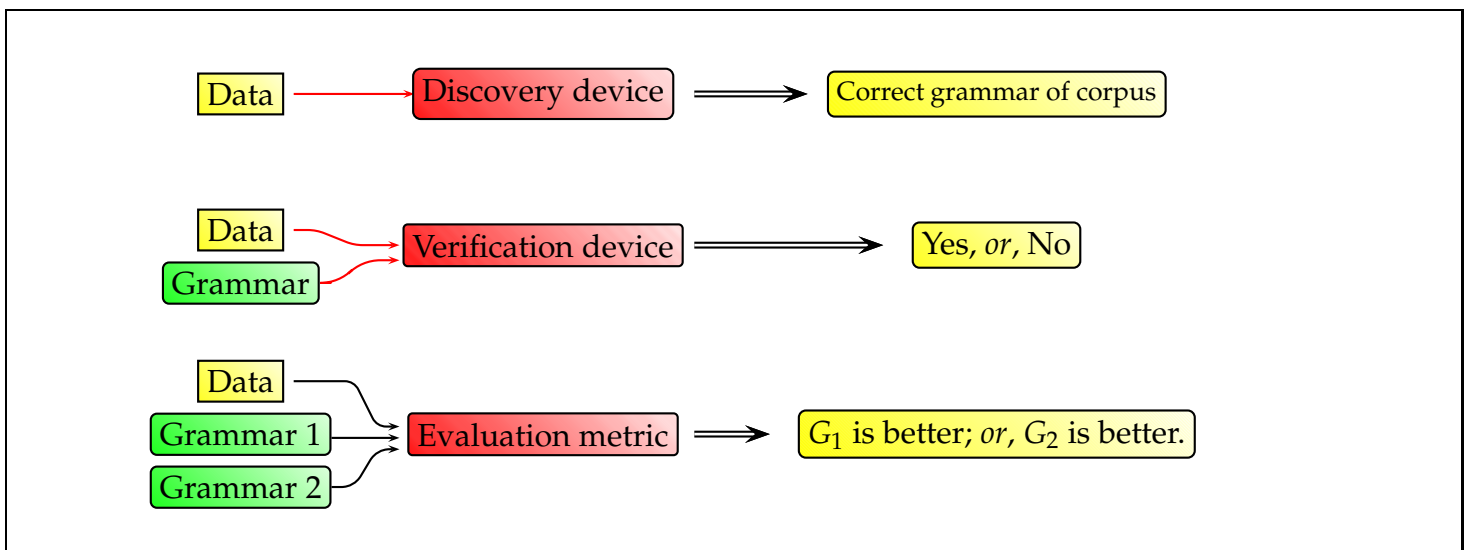 Data
Discovery device
Correct grammar of corpus
Data
Grammar
Verification device
Yes, or, No
Data
Grammar 1
Grammar 2
Evaluation metric
G1 is better; or, G2 is better.